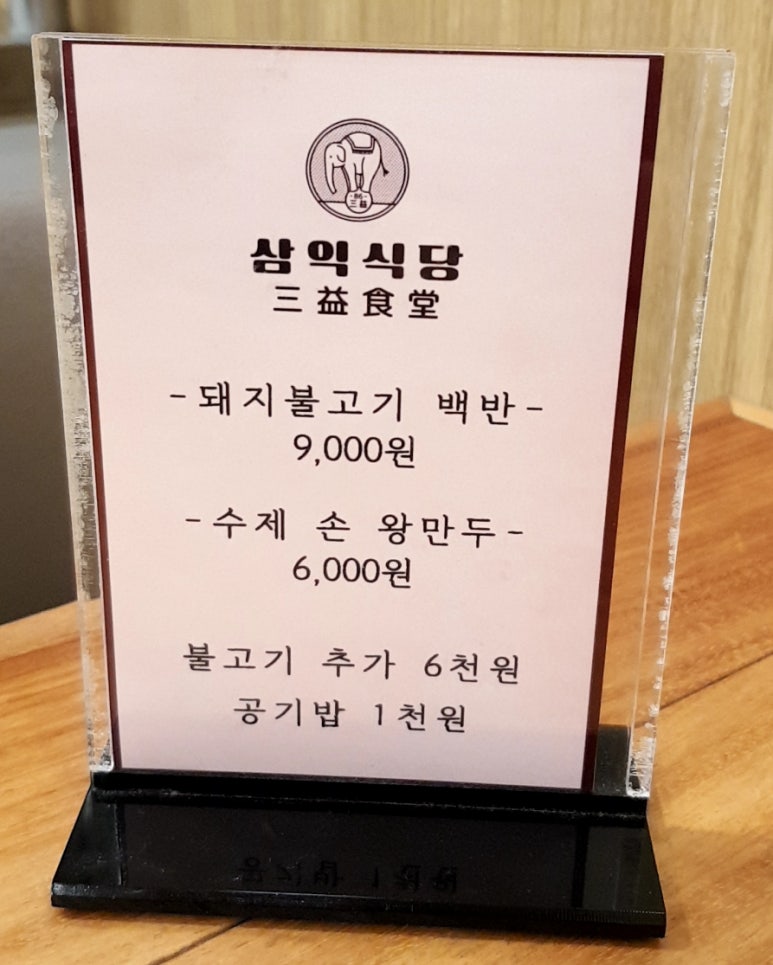 三益
삼익식당
三益食堂
-돼지불고기 백반-
9,000원
-수제 손 왕만두-
6,000원
불고기 추가 6천원
공기밥 1천원